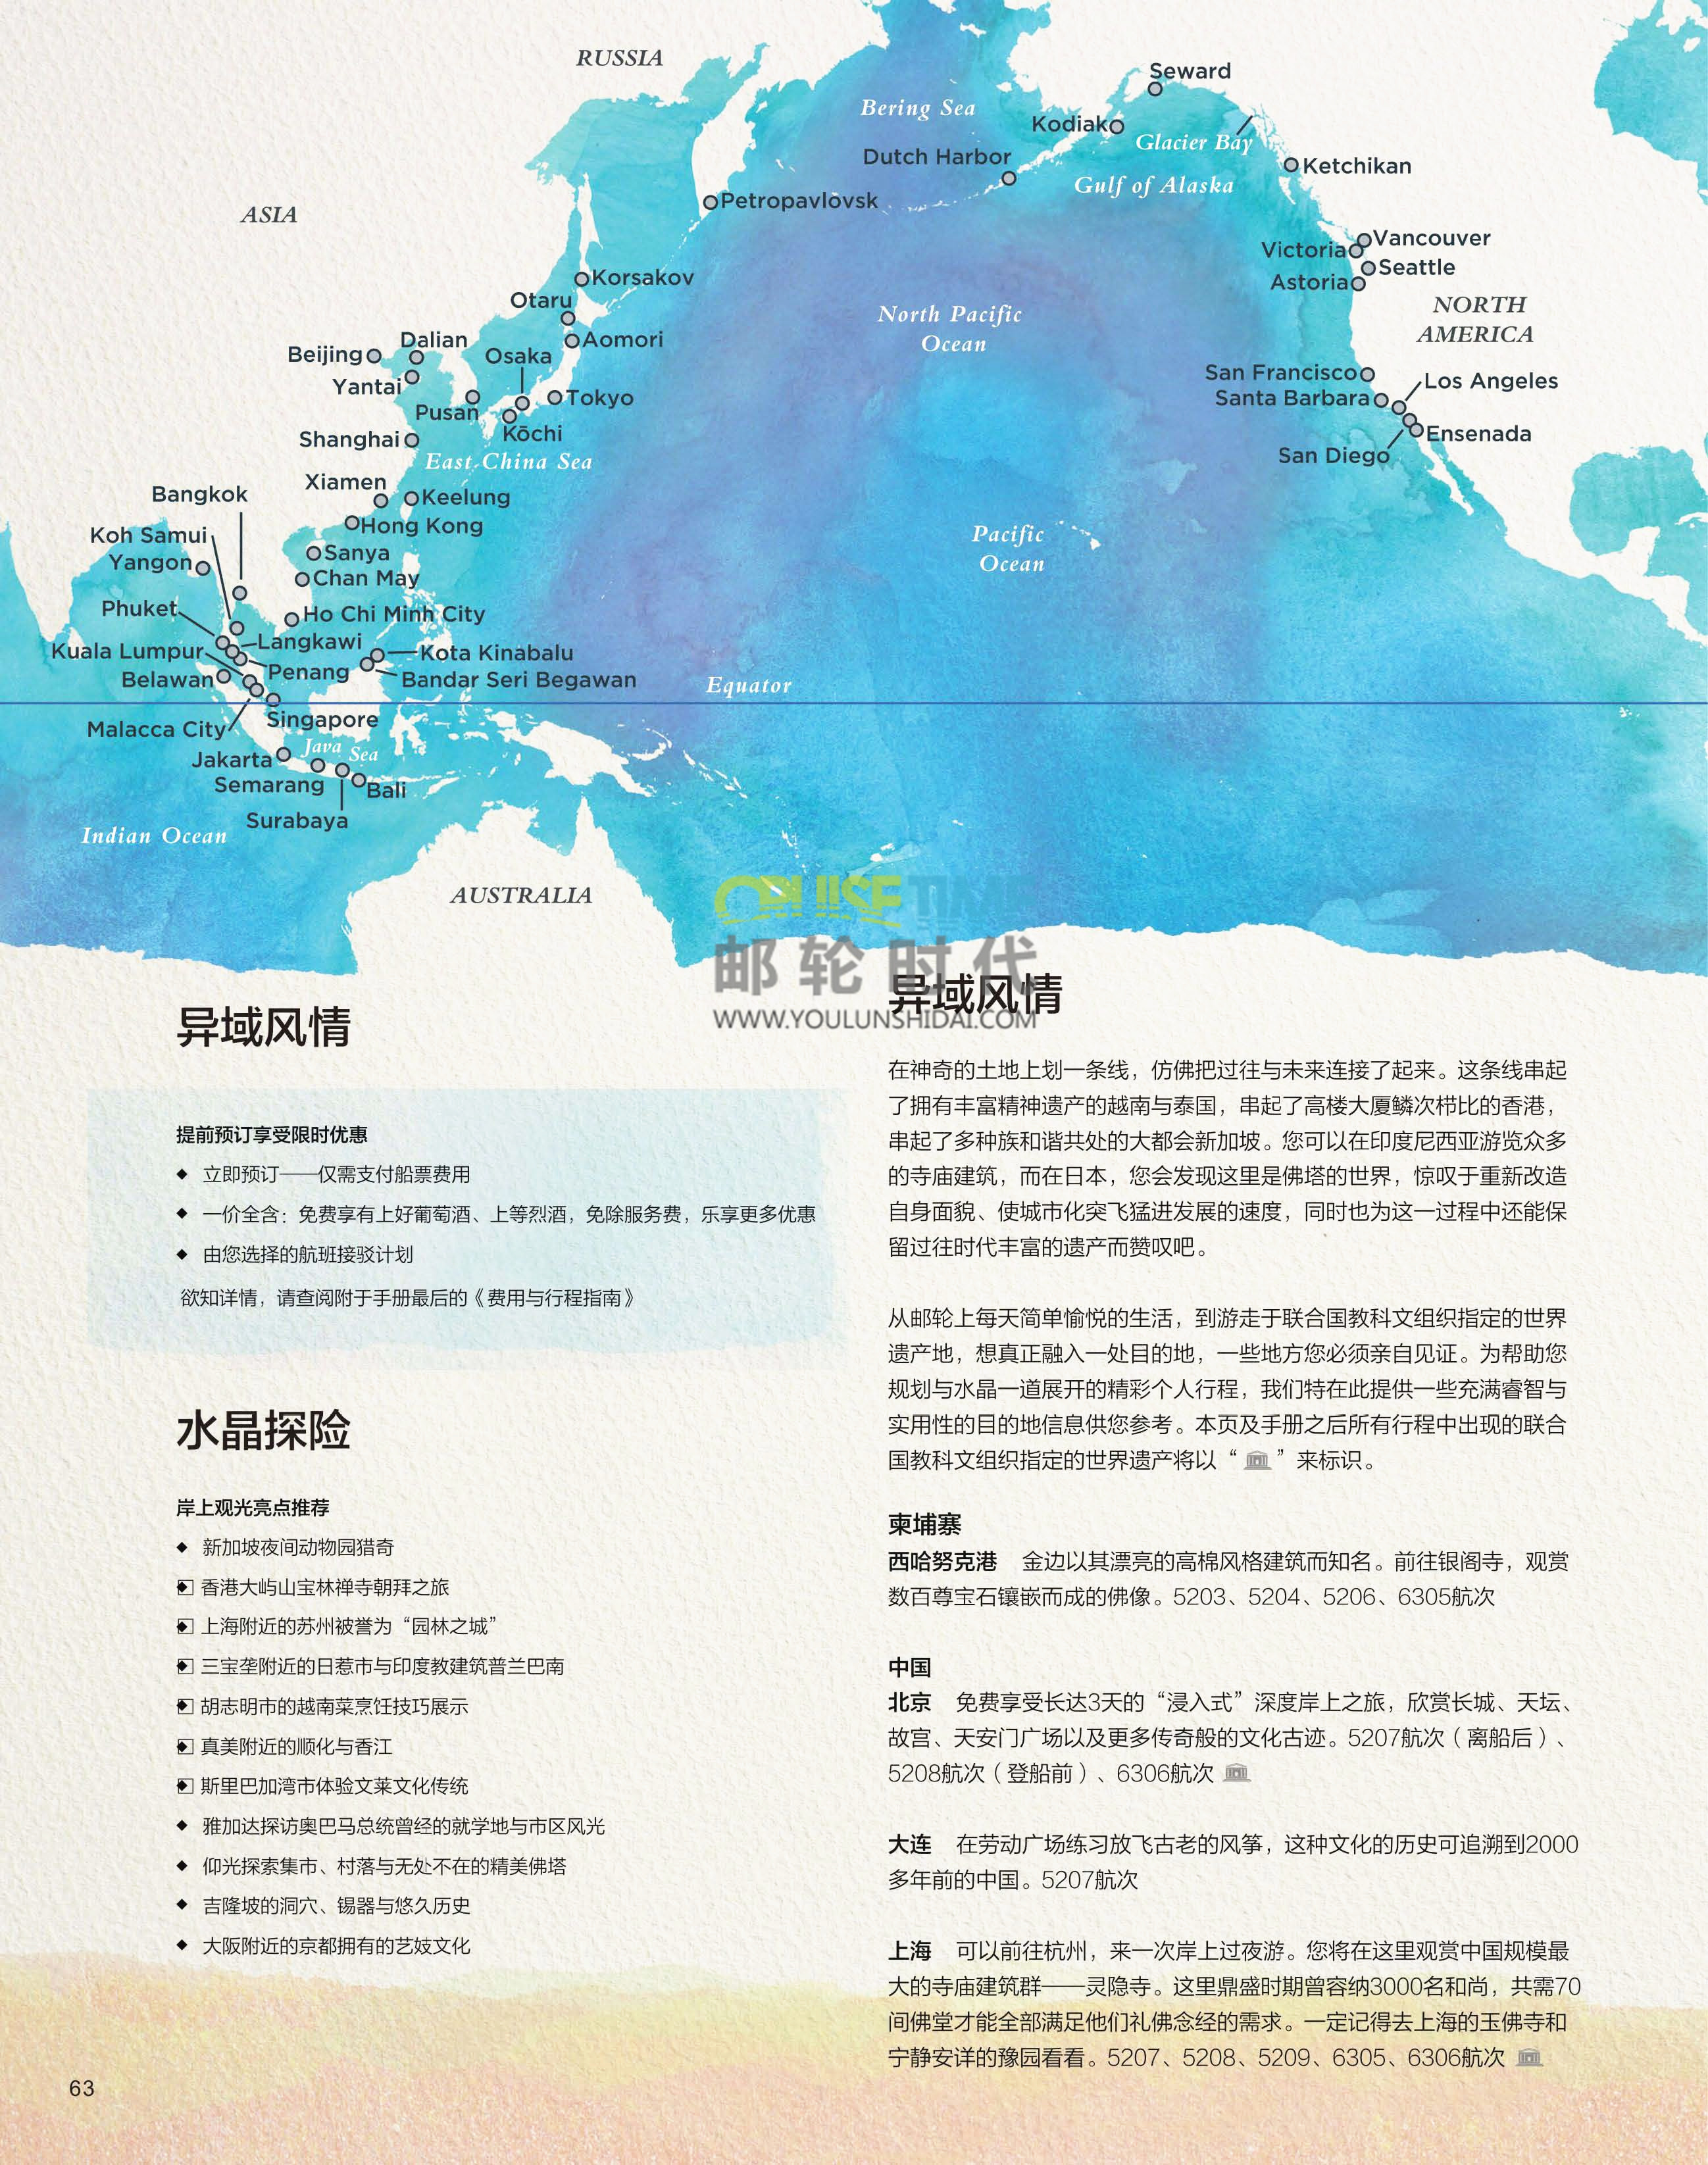 RUSSIA
Seward
Bering Sea
Kodiak
Glacier Bay
Dutch Harbor
Ketchikan
Gulf of Alaska
Petropavlovsk
ASIA
Vancouver
Victoria
Seattle
Astoria
Korsakov
Otaru
NORTH
AMERICA
North Pacific
Ocean
Aomori
Dalian
Beijing
Osaka
Yantai
Tokyo
Pusan
Kōchi
San Francisco
Los Angeles
Santa Barbara
Ensenada
San Diego
Shanghai
East China Sea
Xiamen
Keelung
Bangkok
Hong Kong
Koh Samui
Sanya
Yangon
Chan May
Pacific
Ocean
Phuket
Ho Chi Minh City
Langkawi
Kuala Lumpur
Kota Kinabalu
Penang
Belawan
Bandar Seri Begawan
Equator
Singapore
Malacca City
Java Sea
Jakarta
Semarang
Bali
Surabaya
Indian Ocean
AUSTRALIA
CRUISE TIME
邮轮时代
WWW.YOULUNSHIDAI.COM
异域风情
提前预订享受限时优惠
◆ 立即预订——仅需支付船票费用
◆ 一价全含：免费享有上好葡萄酒、上等烈酒，免除服务费，乐享更多优惠
◆ 由您选择的航班接驳计划
欲知详情，请查阅附于手册最后的《费用与行程指南》
水晶探险
岸上观光亮点推荐
◆ 新加坡夜间动物园猎奇
◆ 香港大屿山宝林禅寺朝拜之旅
◆ 上海附近的苏州被誉为“园林之城”
◆ 三宝垄附近的日惹市与印度教建筑普兰巴南
◆ 胡志明市的越南菜烹饪技巧展示
◆ 真美附近的顺化与香江
◆ 斯里巴加湾市体验文莱文化传统
◆ 雅加达探访奥巴马总统曾经的就学地与市区风光
◆ 仰光探索集市、村落与无处不在的精美佛塔
◆ 吉隆坡的洞穴、锡器与悠久历史
◆ 大阪附近的京都拥有的艺妓文化
异域风情
在神奇的土地上划一条线，仿佛把过往与未来连接了起来。这条线串起
了拥有丰富精神遗产的越南与泰国，串起了高楼大厦鳞次栉比的香港，
串起了多种族和谐共处的大都会新加坡。您可以在印度尼西亚游览众多
的寺庙建筑，而在日本，您会发现这里是佛塔的世界，惊叹于重新改造
自身面貌、使城市化突飞猛进发展的速度，同时也为这一过程中还能保
留过往时代丰富的遗产而赞叹吧。
从邮轮上每天简单愉悦的生活，到游走于联合国教科文组织指定的世界
遗产地，想真正融入一处目的地，一些地方您必须亲自见证。为帮助您
规划与水晶一道展开的精彩个人行程，我们特在此提供一些充满睿智与
实用性的目的地信息供您参考。本页及手册之后所有行程中出现的联合
国教科文组织指定的世界遗产将以“ ”来标识。
柬埔寨
西哈努克港 金边以其漂亮的高棉风格建筑而知名。前往银阁寺，观赏
数百尊宝石镶嵌而成的佛像。5203、5204、5206、6305航次
中国
北京 免费享受长达3天的“浸入式”深度岸上之旅，欣赏长城、天坛、
故宫、天安门广场以及更多传奇般的文化古迹。5207航次（离船后）、
5208航次（登船前）、6306航次
大连 在劳动广场练习放飞古老的风筝，这种文化的历史可追溯到2000
多年前的中国。5207航次
上海 可以前往杭州，来一次岸上过夜游。您将在这里观赏中国规模最
大的寺庙建筑群——灵隐寺。这里鼎盛时期曾容纳3000名和尚，共需70
间佛堂才能全部满足他们礼佛念经的需求。一定记得去上海的玉佛寺和
宁静安详的豫园看看。5207、5208、5209、6305、6306航次
63